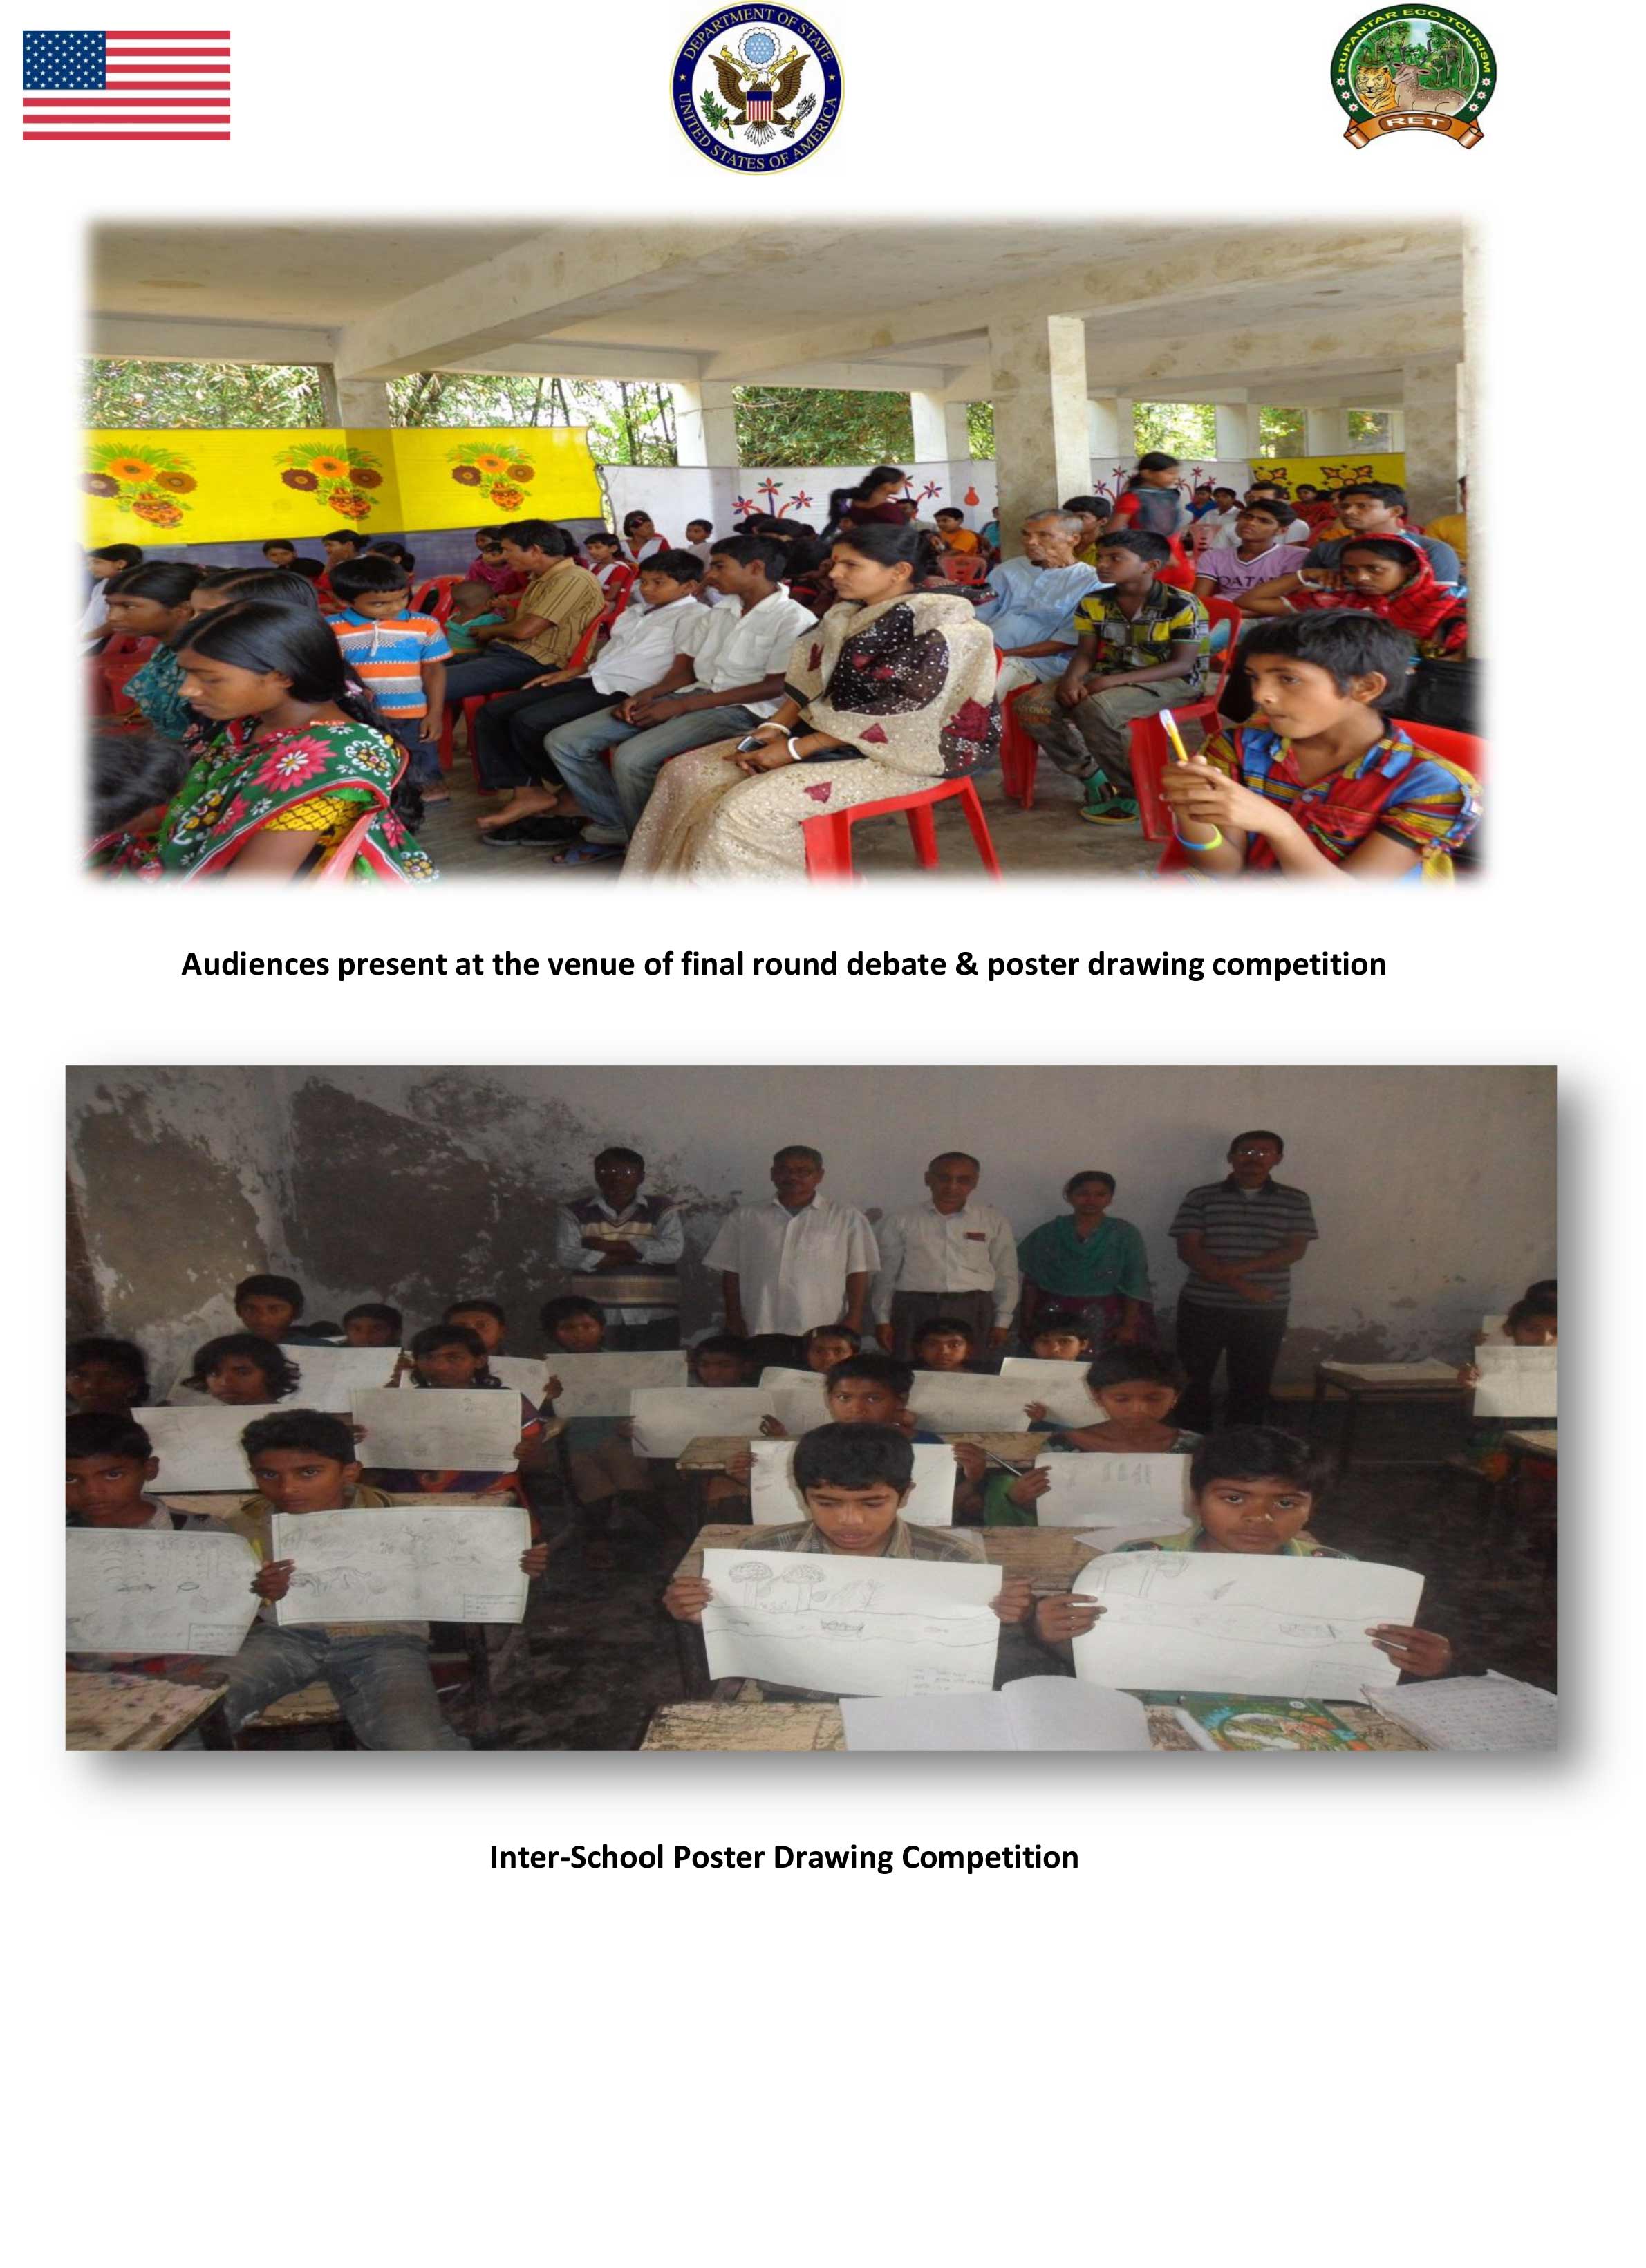 DEPARTMENT OF STATE
UNITED STATES OF AMERICA
RUPANTAR ECO-TOURISM
RET
QATA
Audiences present at the venue of final round debate & poster drawing competition
Inter-School Poster Drawing Competition